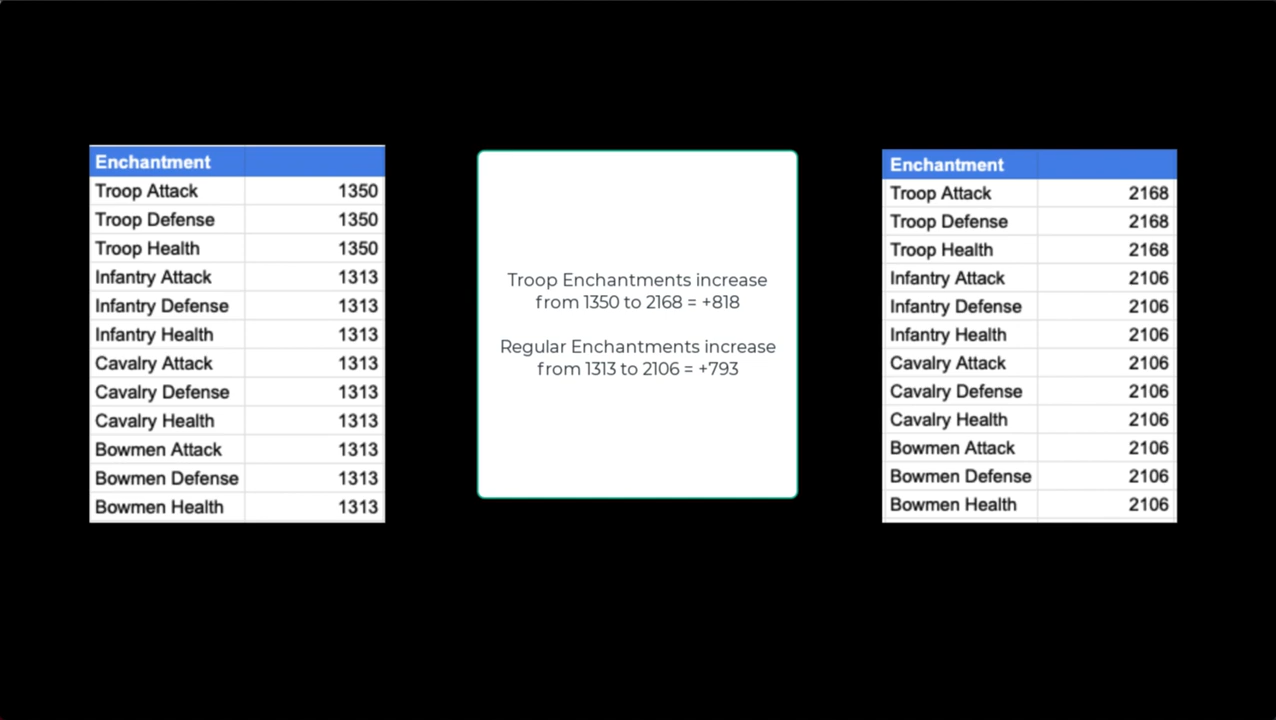 Enchantment
Troop Attack 1350
Troop Defense 1350
Troop Health 1350
Infantry Attack 1313
Infantry Defense 1313
Infantry Health 1313
Cavalry Attack 1313
Cavalry Defense 1313
Cavalry Health 1313
Bowmen Attack 1313
Bowmen Defense 1313
Bowmen Health 1313
Troop Enchantments increase
from 1350 to 2168 = +818
Regular Enchantments increase
from 1313 to 2106 = +793
Enchantment
Troop Attack 2168
Troop Defense 2168
Troop Health 2168
Infantry Attack 2106
Infantry Defense 2106
Infantry Health 2106
Cavalry Attack 2106
Cavalry Defense 2106
Cavalry Health 2106
Bowmen Attack 2106
Bowmen Defense 2106
Bowmen Health 2106